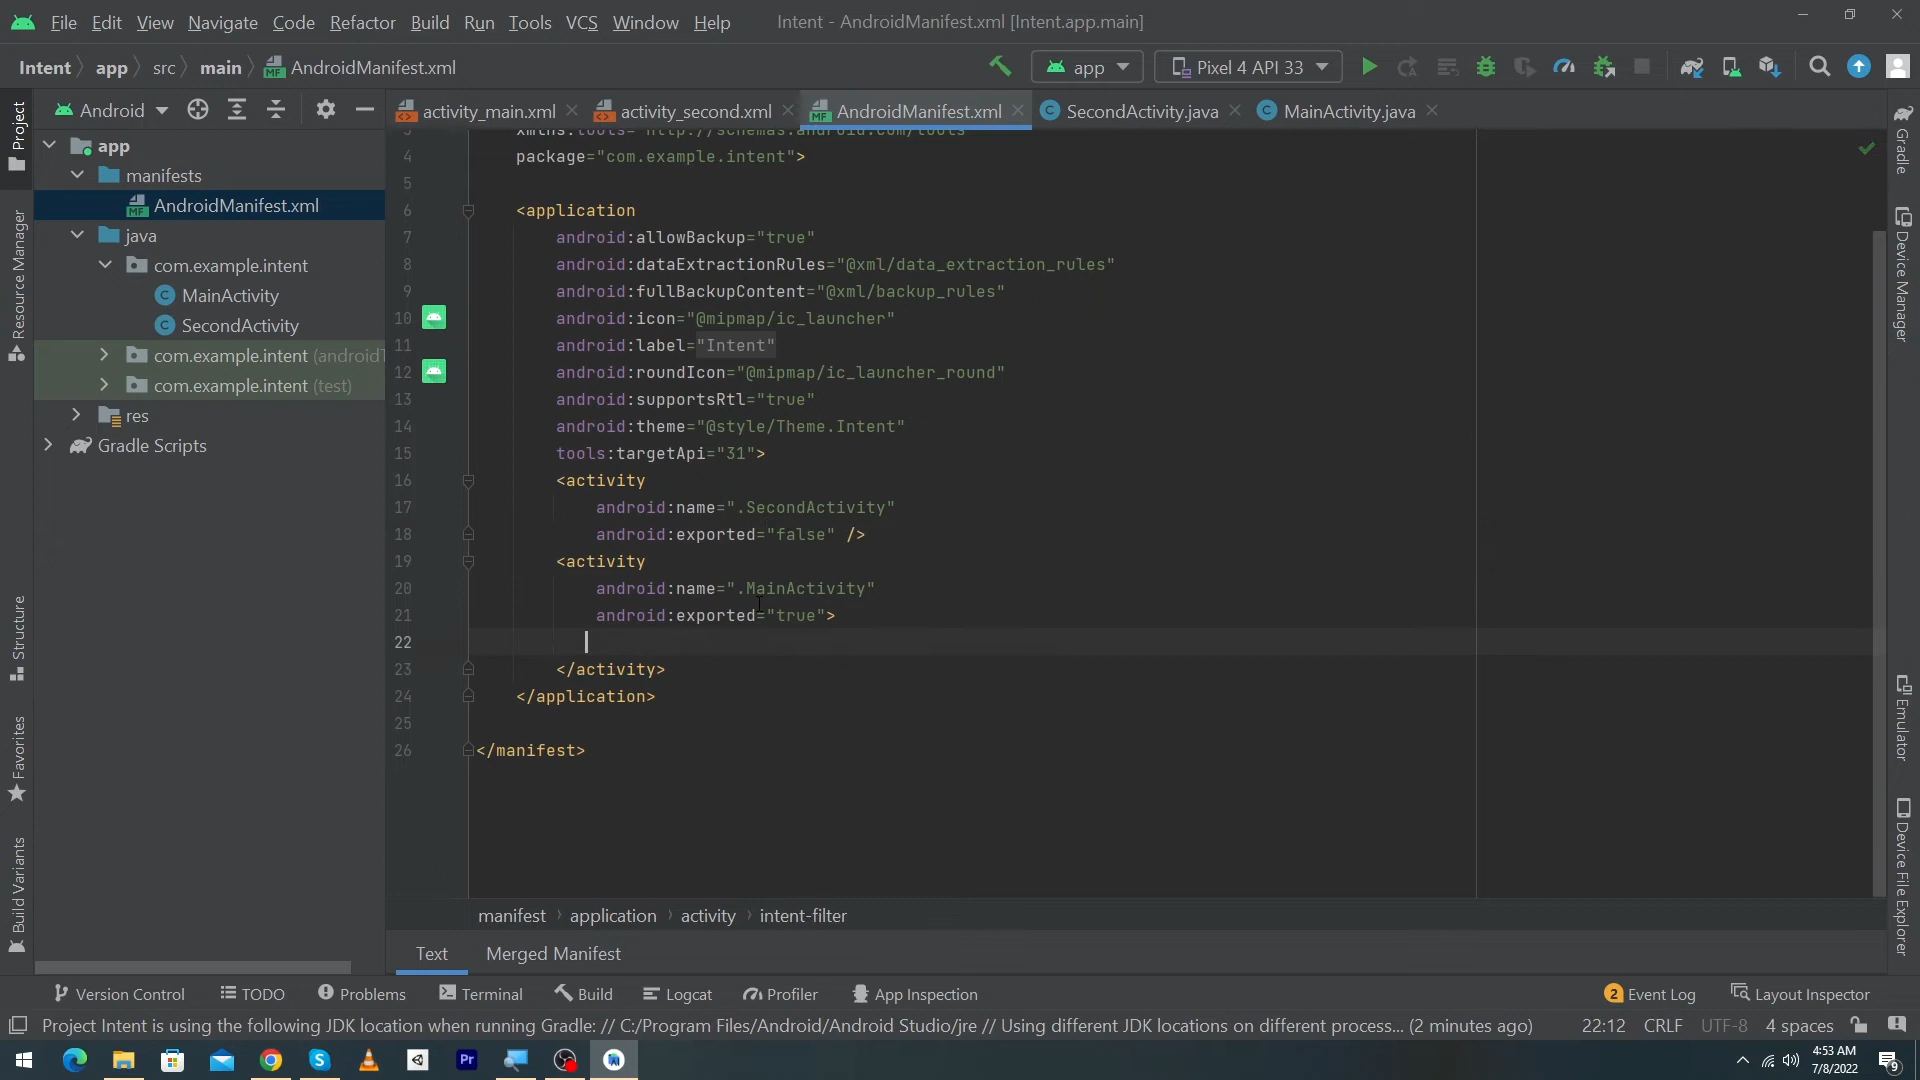 File Edit View Navigate Code Refactor Build Run Tools VCS Window Help Intent - AndroidManifest.xml [Intent.app.main]
Intent app src main AndroidManifest.xml app Pixel 4 API 33
Android
activity_main.xml activity_second.xml AndroidManifest.xml SecondActivity.java MainActivity.java
Project
Resource Manager
Structure
Favorites
Build Variants
app
manifests
AndroidManifest.xml
java
com.example.intent
MainActivity
SecondActivity
com.example.intent (androidT
com.example.intent (test)
res
Gradle Scripts
3 xmlns:tools="http://schemas.android.com/tools"
4 package="com.example.intent">
5
6 <application
7 android:allowBackup="true"
8 android:dataExtractionRules="@xml/data_extraction_rules"
9 android:fullBackupContent="@xml/backup_rules"
10 android:icon="@mipmap/ic_launcher"
11 android:label="Intent"
12 android:roundIcon="@mipmap/ic_launcher_round"
13 android:supportsRtl="true"
14 android:theme="@style/Theme.Intent"
15 tools:targetApi="31">
16 <activity
17 android:name=".SecondActivity"
18 android:exported="false" />
19 <activity
20 android:name=".MainActivity"
21 android:exported="true">
22
23 </activity>
24 </application>
25
26 </manifest>
Gradle
Device Manager
Emulator
Device File Explorer
manifest application activity intent-filter
Text Merged Manifest
Version Control TODO Problems Terminal Build Logcat Profiler App Inspection 2 Event Log Layout Inspector
Project Intent is using the following JDK location when running Gradle: // C:/Program Files/Android/Android Studio/jre // Using different JDK locations on different process... (2 minutes ago) 22:12 CRLF UTF-8 4 spaces
Pr
4:53 AM
7/8/2022
9